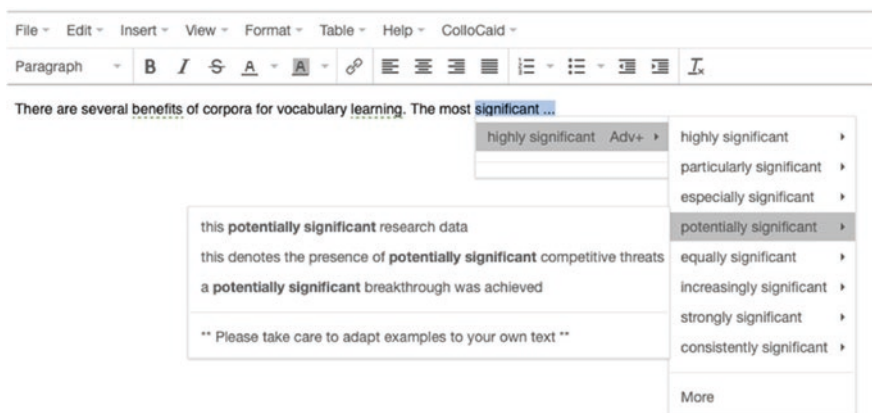 File Edit Insert View Format Table Help ColloCaid
Paragraph B I S A A Tx
There are several benefits of corpora for vocabulary learning. The most significant ...
highly significant Adv+
highly significant
particularly significant
especially significant
potentially significant
equally significant
increasingly significant
strongly significant
consistently significant
More
this potentially significant research data
this denotes the presence of potentially significant competitive threats
a potentially significant breakthrough was achieved
** Please take care to adapt examples to your own text **